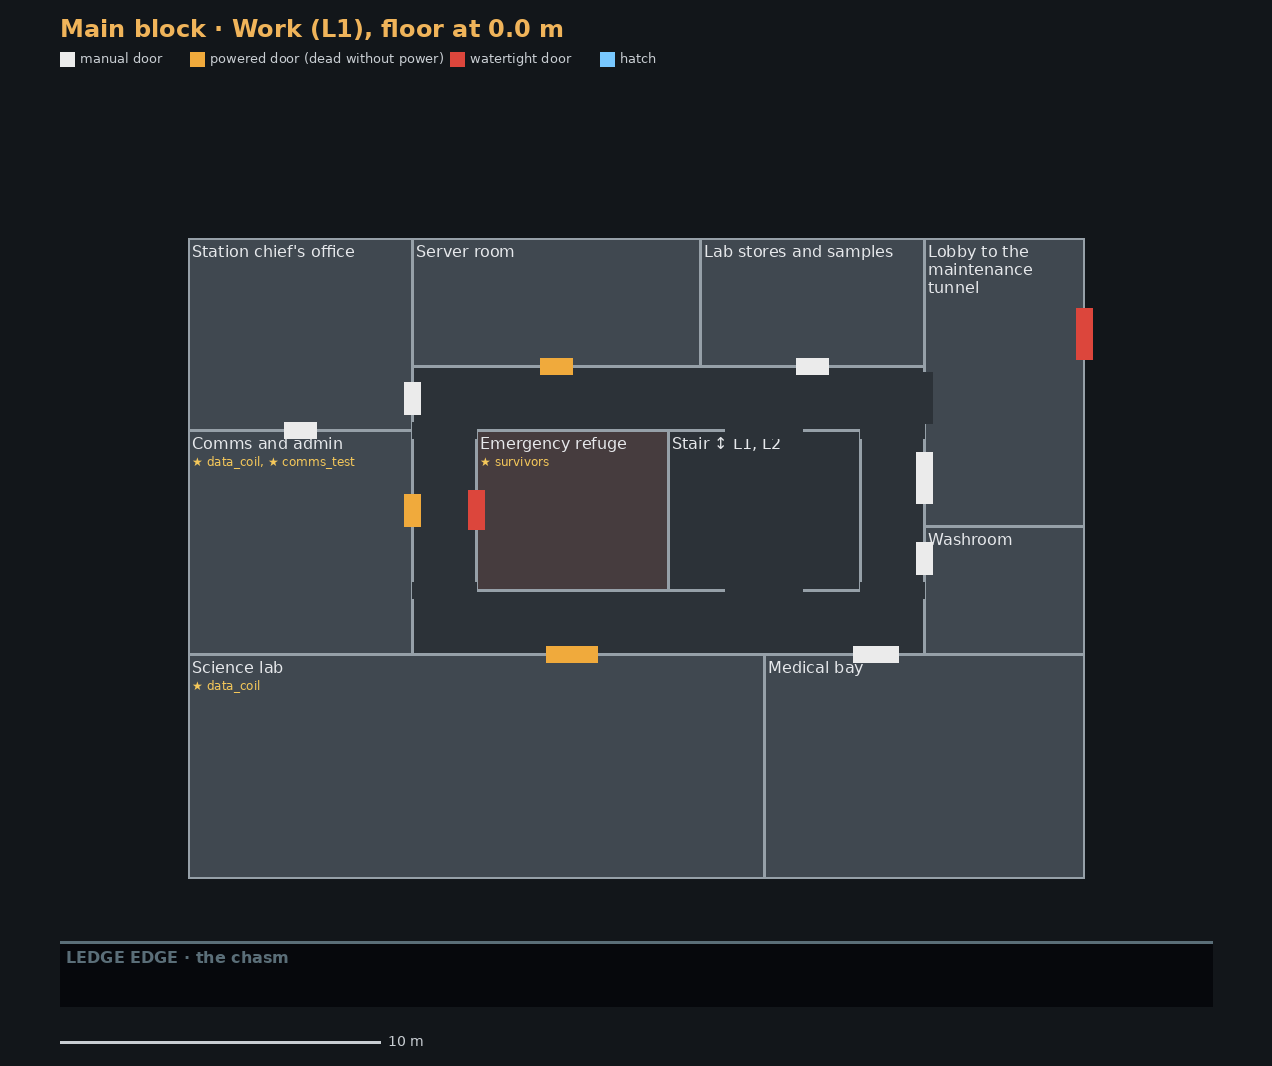 Main block · Work (L1), floor at 0.0 m
manual door
powered door (dead without power)
watertight door
hatch
Station chief's office
Server room
Lab stores and samples
Lobby to the
maintenance
tunnel
Comms and admin
★ data_coil, ★ comms_test
Emergency refuge
★ survivors
Stair ↕ L1, L2
Washroom
Science lab
★ data_coil
Medical bay
LEDGE EDGE · the chasm
10 m